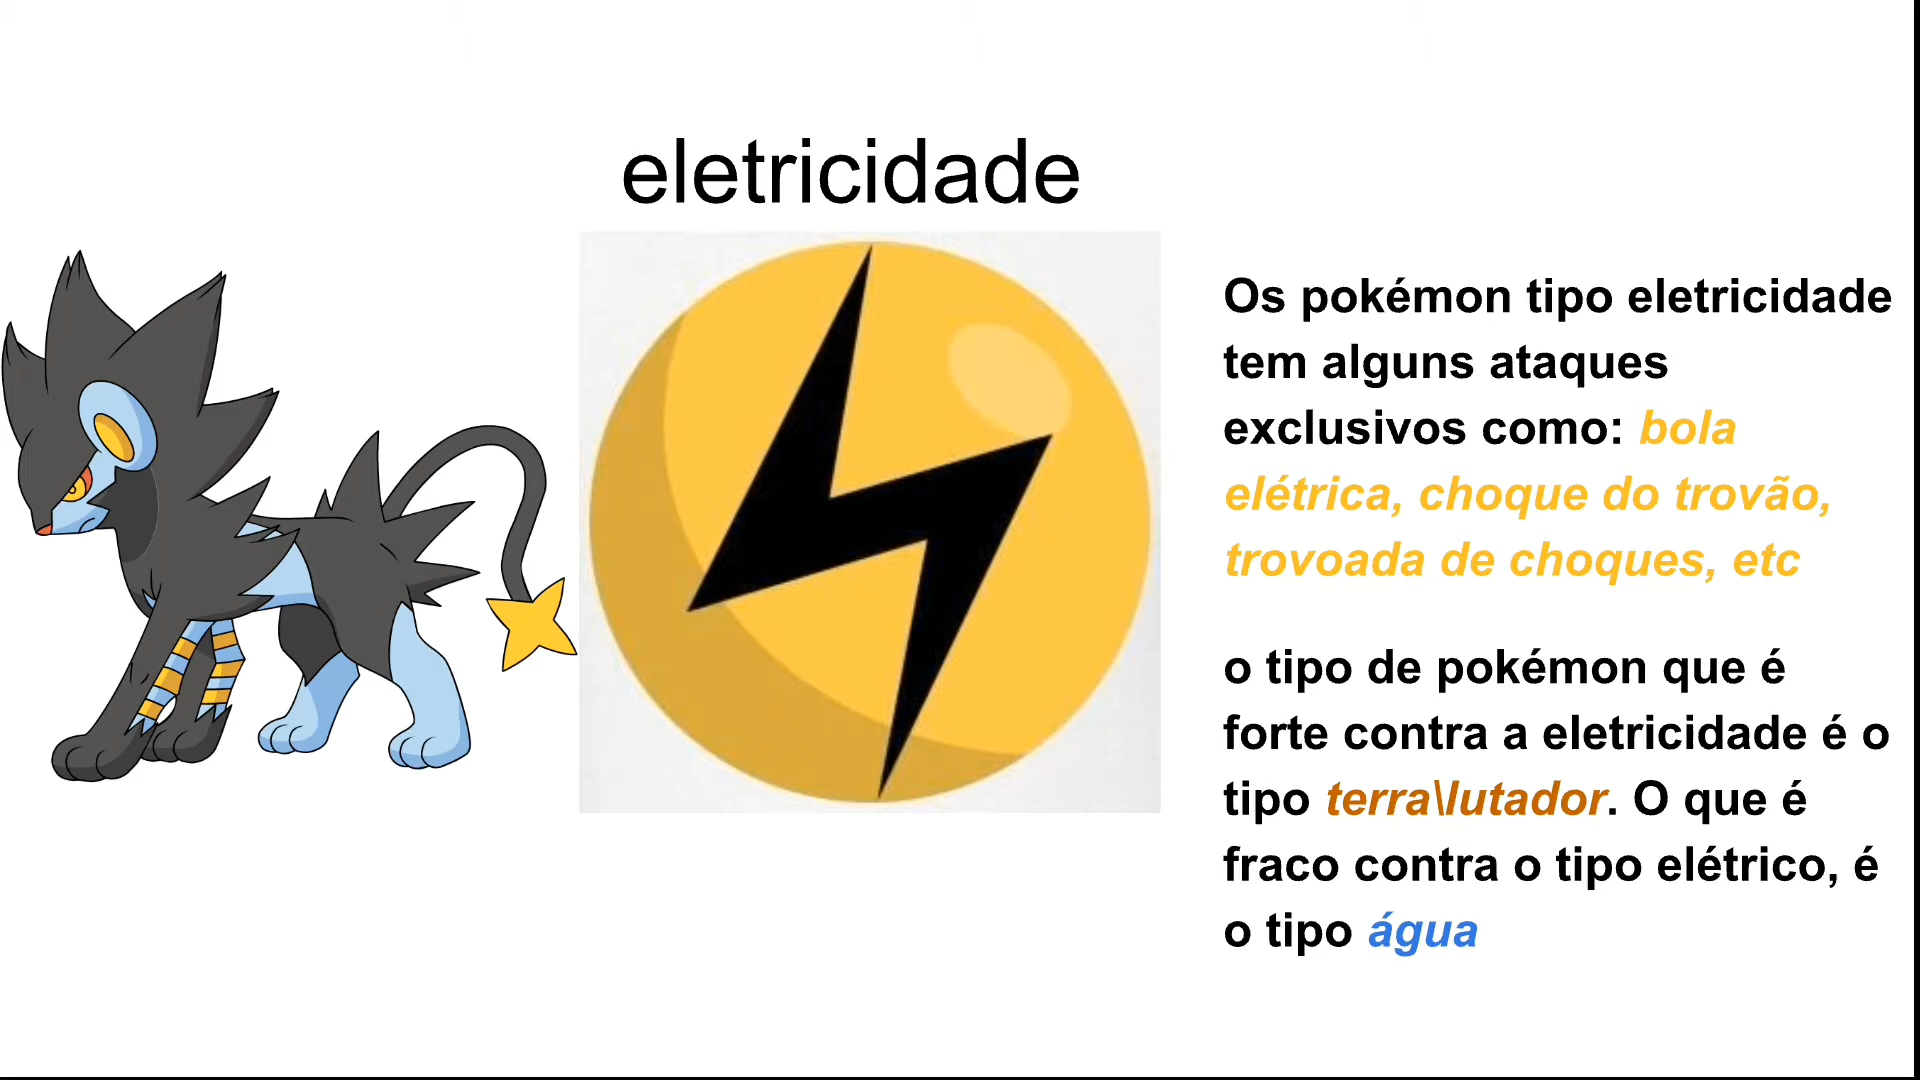 eletricidade
Os pokémon tipo eletricidade
tem alguns ataques
exclusivos como: bola
elétrica, choque do trovão,
trovoada de choques, etc
o tipo de pokémon que é
forte contra a eletricidade é o
tipo terra\lutador. O que é
fraco contra o tipo elétrico, é
o tipo água